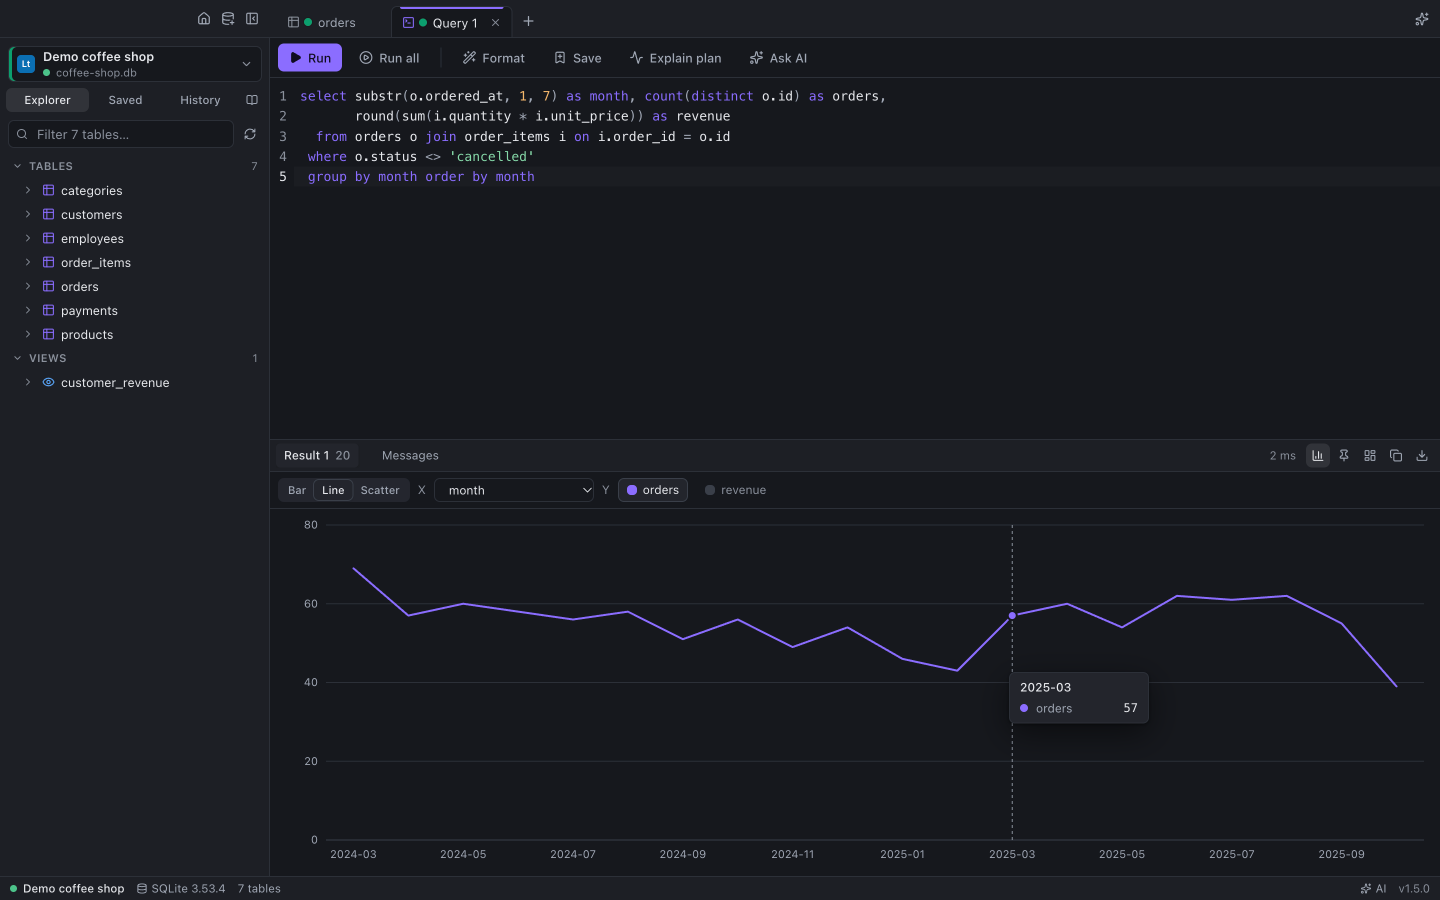 orders
Query 1
Lt
Demo coffee shop
coffee-shop.db
Run
Run all
Format
Save
Explain plan
Ask AI
Explorer
Saved
History
Filter 7 tables...
TABLES 7
categories
customers
employees
order_items
orders
payments
products
VIEWS 1
customer_revenue
1 select substr(o.ordered_at, 1, 7) as month, count(distinct o.id) as orders,
2 round(sum(i.quantity * i.unit_price)) as revenue
3 from orders o join order_items i on i.order_id = o.id
4 where o.status <> 'cancelled'
5 group by month order by month
Result 1 20
Messages
2 ms
Bar Line Scatter X month Y orders revenue
80
60
40
20
0
2025-03
orders 57
2024-03 2024-05 2024-07 2024-09 2024-11 2025-01 2025-03 2025-05 2025-07 2025-09
Demo coffee shop SQLite 3.53.4 7 tables
AI v1.5.0